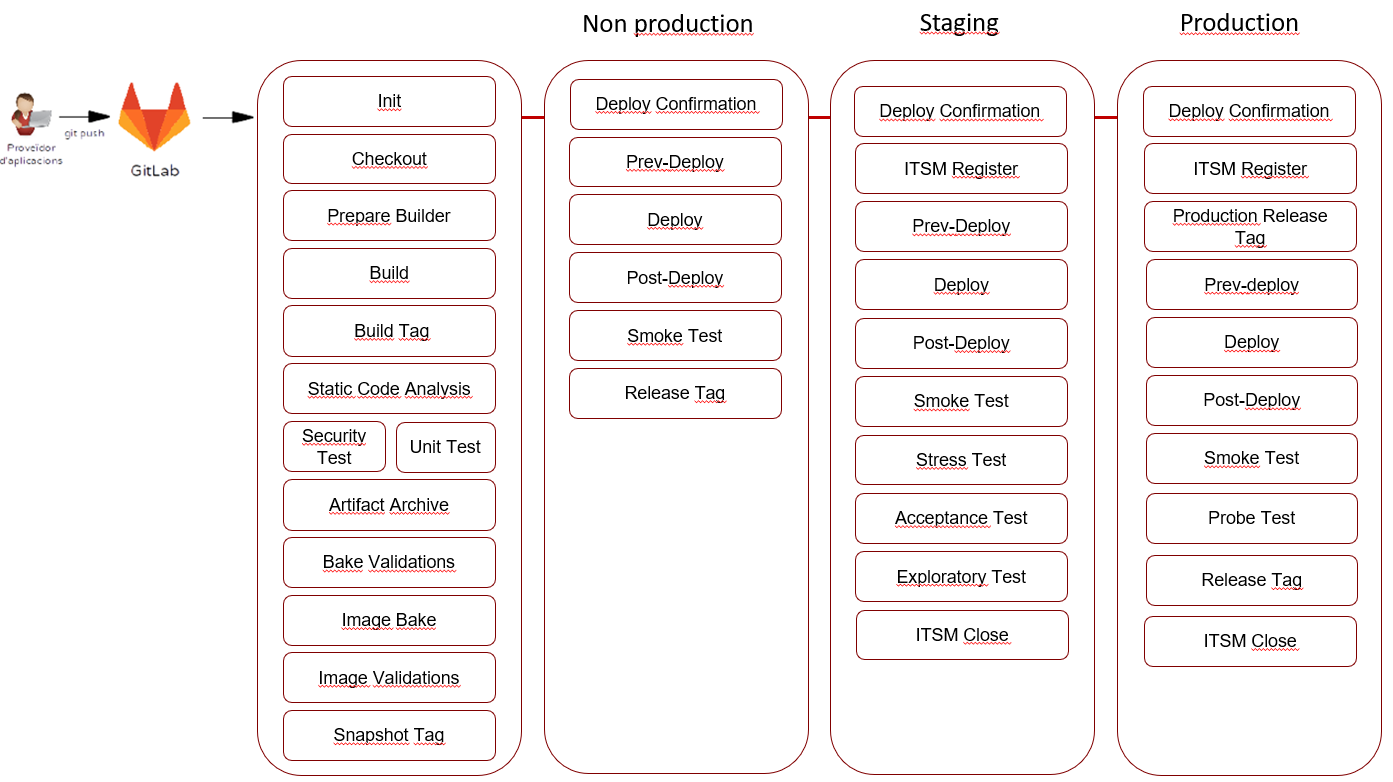 Non production
Staging
Production
Proveïdor
d'aplicacions
git push
GitLab
Init
Checkout
Prepare Builder
Build
Build Tag
Static Code Analysis
Security
Test
Unit Test
Artifact Archive
Bake Validations
Image Bake
Image Validations
Snapshot Tag
Deploy Confirmation
Prev-Deploy
Deploy
Post-Deploy
Smoke Test
Release Tag
Deploy Confirmation
ITSM Register
Prev-Deploy
Deploy
Post-Deploy
Smoke Test
Stress Test
Acceptance Test
Exploratory Test
ITSM Close
Deploy Confirmation
ITSM Register
Production Release
Tag
Prev-deploy
Deploy
Post-Deploy
Smoke Test
Probe Test
Release Tag
ITSM Close